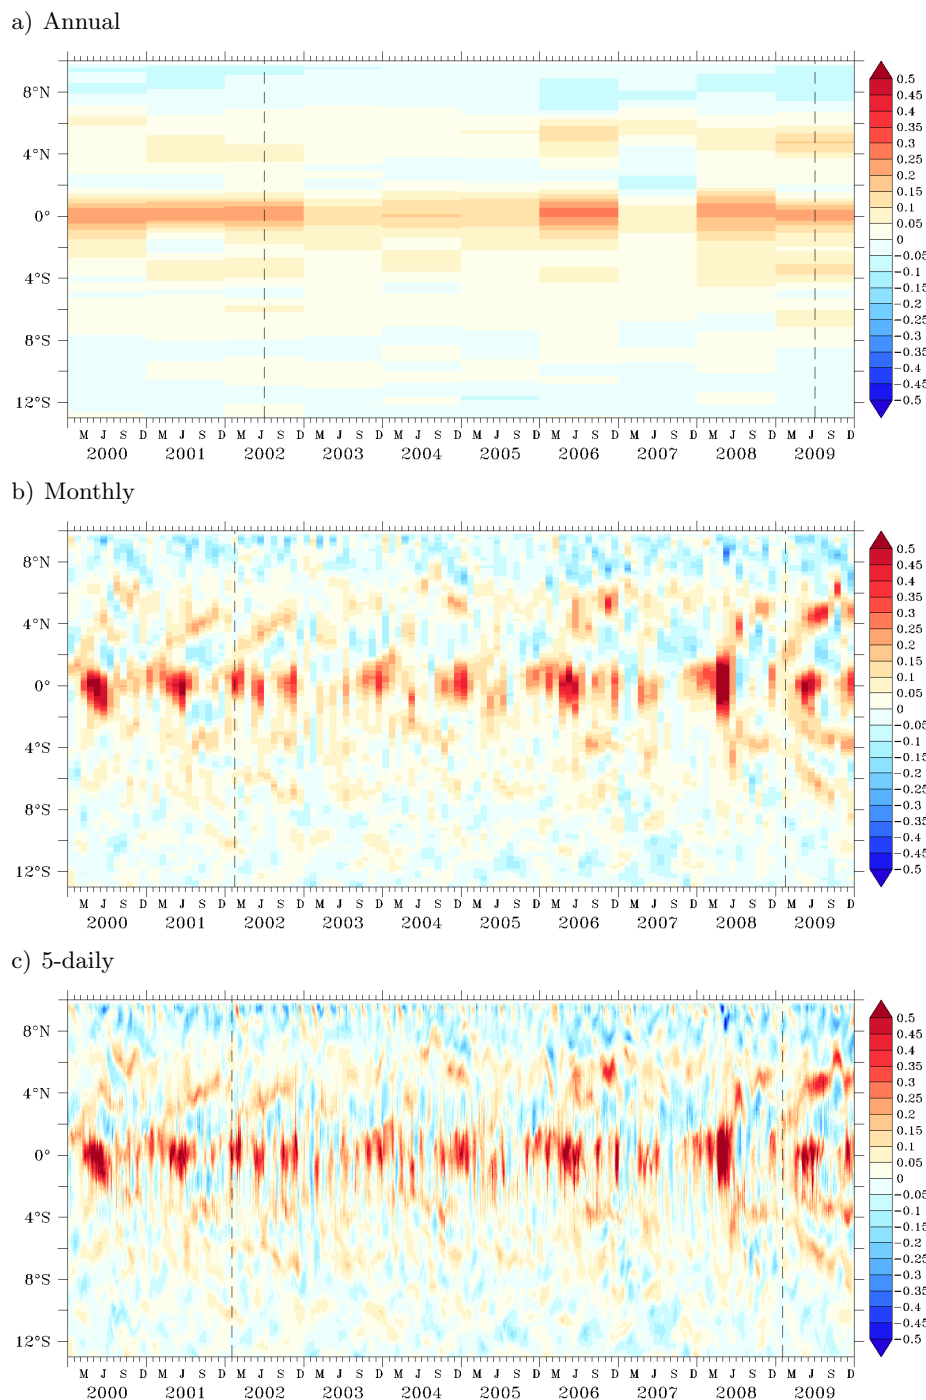 a) Annual
8°N
4°N
0°
4°S
8°S
12°S
M J S D M J S D M J S D M J S D M J S D M J S D M J S D M J S D M J S D M J S D
2000 2001 2002 2003 2004 2005 2006 2007 2008 2009
0.5
0.45
0.4
0.35
0.3
0.25
0.2
0.15
0.1
0.05
0
−0.05
−0.1
−0.15
−0.2
−0.25
−0.3
−0.35
−0.4
−0.45
−0.5
b) Monthly
8°N
4°N
0°
4°S
8°S
12°S
M J S D M J S D M J S D M J S D M J S D M J S D M J S D M J S D M J S D M J S D
2000 2001 2002 2003 2004 2005 2006 2007 2008 2009
0.5
0.45
0.4
0.35
0.3
0.25
0.2
0.15
0.1
0.05
0
−0.05
−0.1
−0.15
−0.2
−0.25
−0.3
−0.35
−0.4
−0.45
−0.5
c) 5-daily
8°N
4°N
0°
4°S
8°S
12°S
M J S D M J S D M J S D M J S D M J S D M J S D M J S D M J S D M J S D M J S D
2000 2001 2002 2003 2004 2005 2006 2007 2008 2009
0.5
0.45
0.4
0.35
0.3
0.25
0.2
0.15
0.1
0.05
0
−0.05
−0.1
−0.15
−0.2
−0.25
−0.3
−0.35
−0.4
−0.45
−0.5